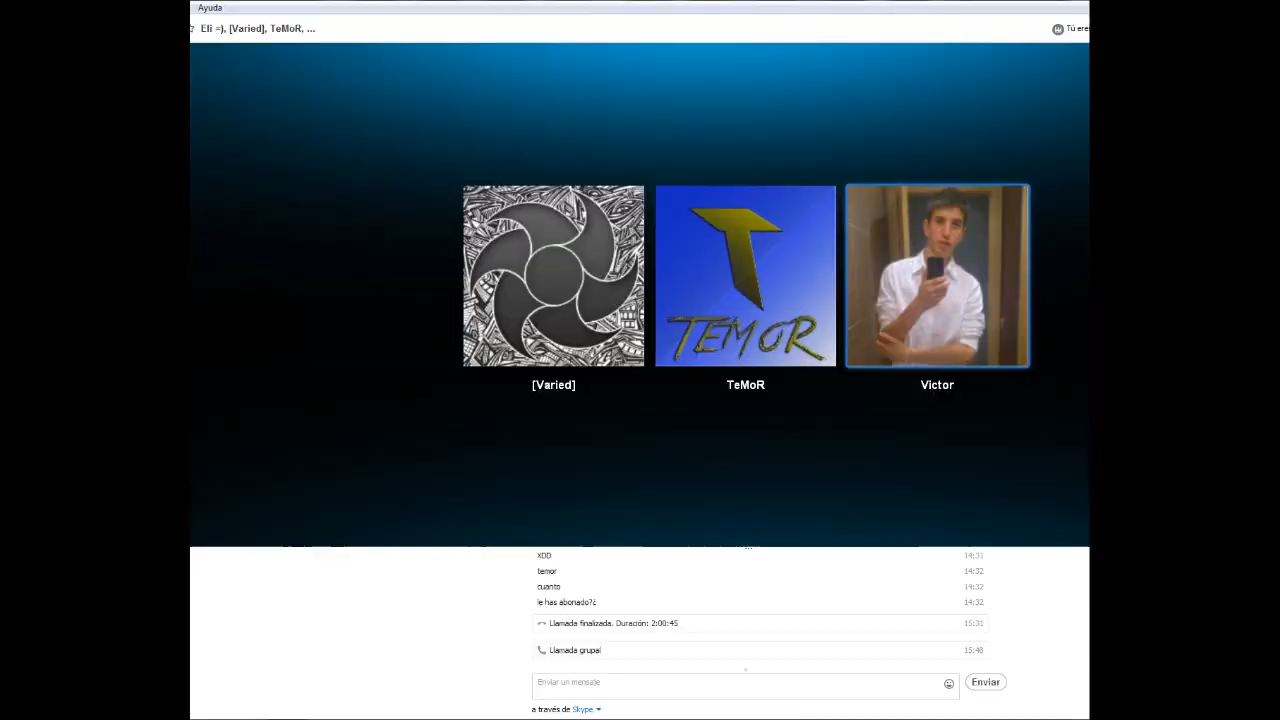 Ayuda
Eli =), [Varied], TeMoR, ...
Tú eres
TEMOR
[Varied]
TeMoR
Victor
XDD 14:31
temor 14:32
cuanto 14:32
le has abonado?¿ 14:32
Llamada finalizada. Duración: 2:00:45 15:31
Llamada grupal 15:48
Enviar un mensaje
Enviar
a través de Skype